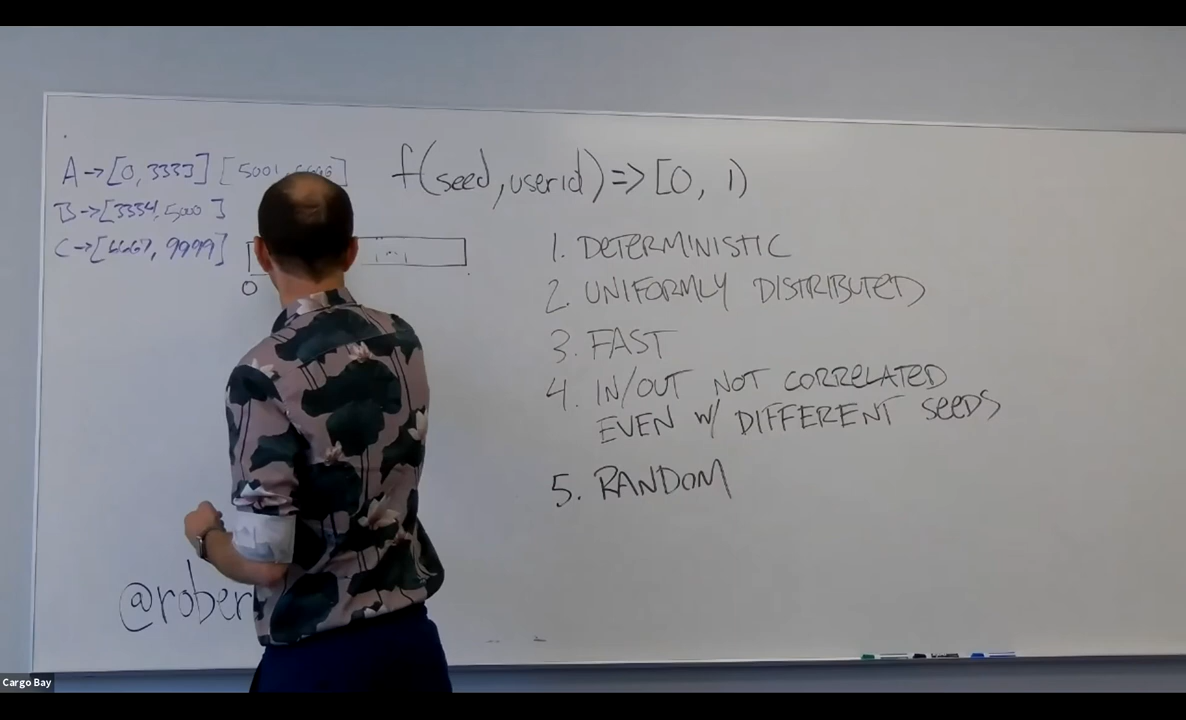 A→[0, 3333] [5001,
B→[3334, 5000]
C→[6667, 9999]
0
@rober
f(seed, userid) => [0, 1)
1. DETERMINISTIC
2. UNIFORMLY DISTRIBUTED
3. FAST
4. IN/OUT NOT CORRELATED
EVEN W/ DIFFERENT SEEDS
5. RANDOM
Cargo Bay